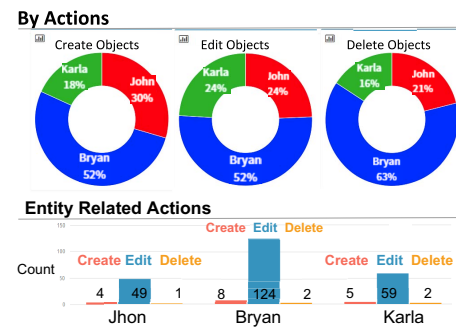 By Actions
Create Objects Edit Objects Delete Objects
Karla 18% John 30% Bryan 52%
Karla 24% John 24% Bryan 52%
Karla 16% John 21% Bryan 63%
Entity Related Actions
150
100
50
0
Count
Create Edit Delete
4 49 1
Jhon
Create Edit Delete
8 124 2
Bryan
Create Edit Delete
5 59 2
Karla